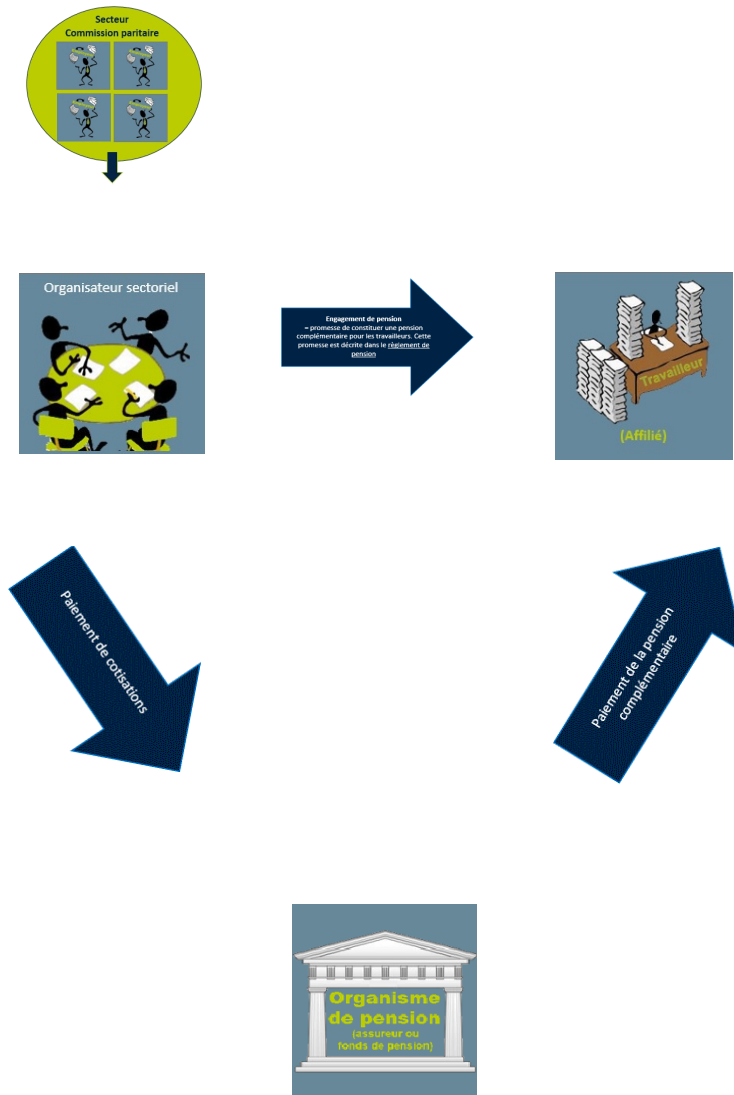 Secteur
Commission paritaire
Organisateur sectoriel
Engagement de pension
= promesse de constituer une pension
complémentaire pour les travailleurs. Cette
promesse est décrite dans le règlement de
pension
Travailleur
(Affilié)
Paiement de cotisations
Paiement de la pension
complémentaire
Organisme
de pension
(assureur ou
fonds de pension)